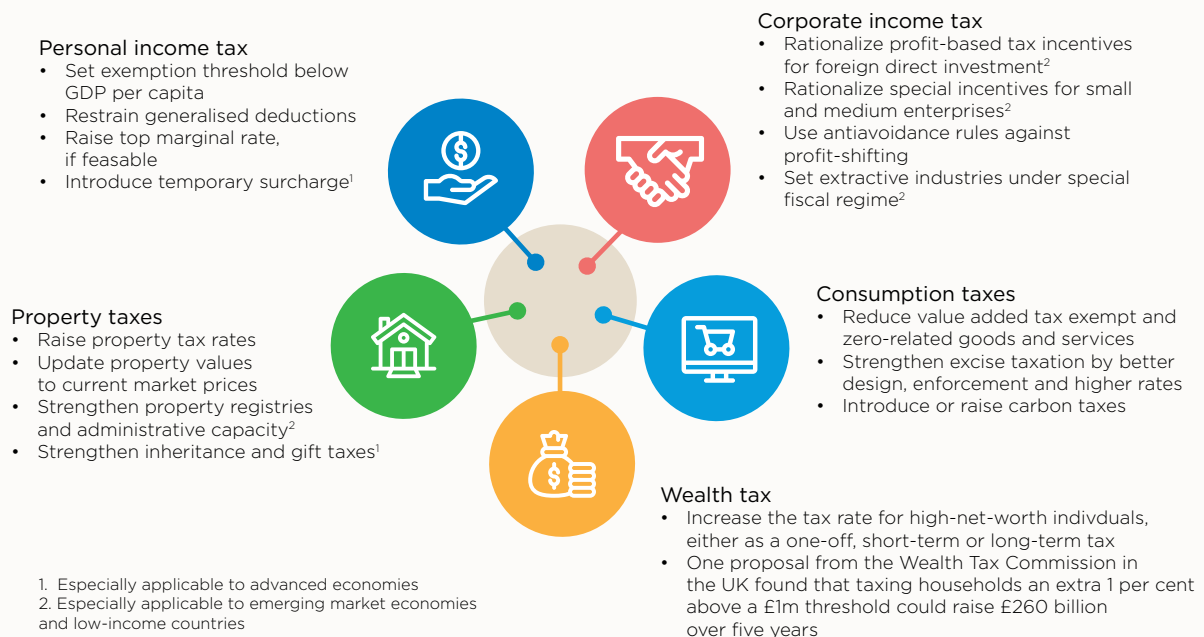 Personal income tax
• Set exemption threshold below
GDP per capita
• Restrain generalised deductions
• Raise top marginal rate,
if feasable
• Introduce temporary surcharge¹
Corporate income tax
• Rationalize profit-based tax incentives
for foreign direct investment²
• Rationalize special incentives for small
and medium enterprises²
• Use antiavoidance rules against
profit-shifting
• Set extractive industries under special
fiscal regime²
Property taxes
• Raise property tax rates
• Update property values
to current market prices
• Strengthen property registries
and administrative capacity²
• Strengthen inheritance and gift taxes¹
Consumption taxes
• Reduce value added tax exempt and
zero-related goods and services
• Strengthen excise taxation by better
design, enforcement and higher rates
• Introduce or raise carbon taxes
Wealth tax
• Increase the tax rate for high-net-worth indivduals,
either as a one-off, short-term or long-term tax
• One proposal from the Wealth Tax Commission in
the UK found that taxing households an extra 1 per cent
above a £1m threshold could raise £260 billion
over five years
1. Especially applicable to advanced economies
2. Especially applicable to emerging market economies
and low-income countries
$
$